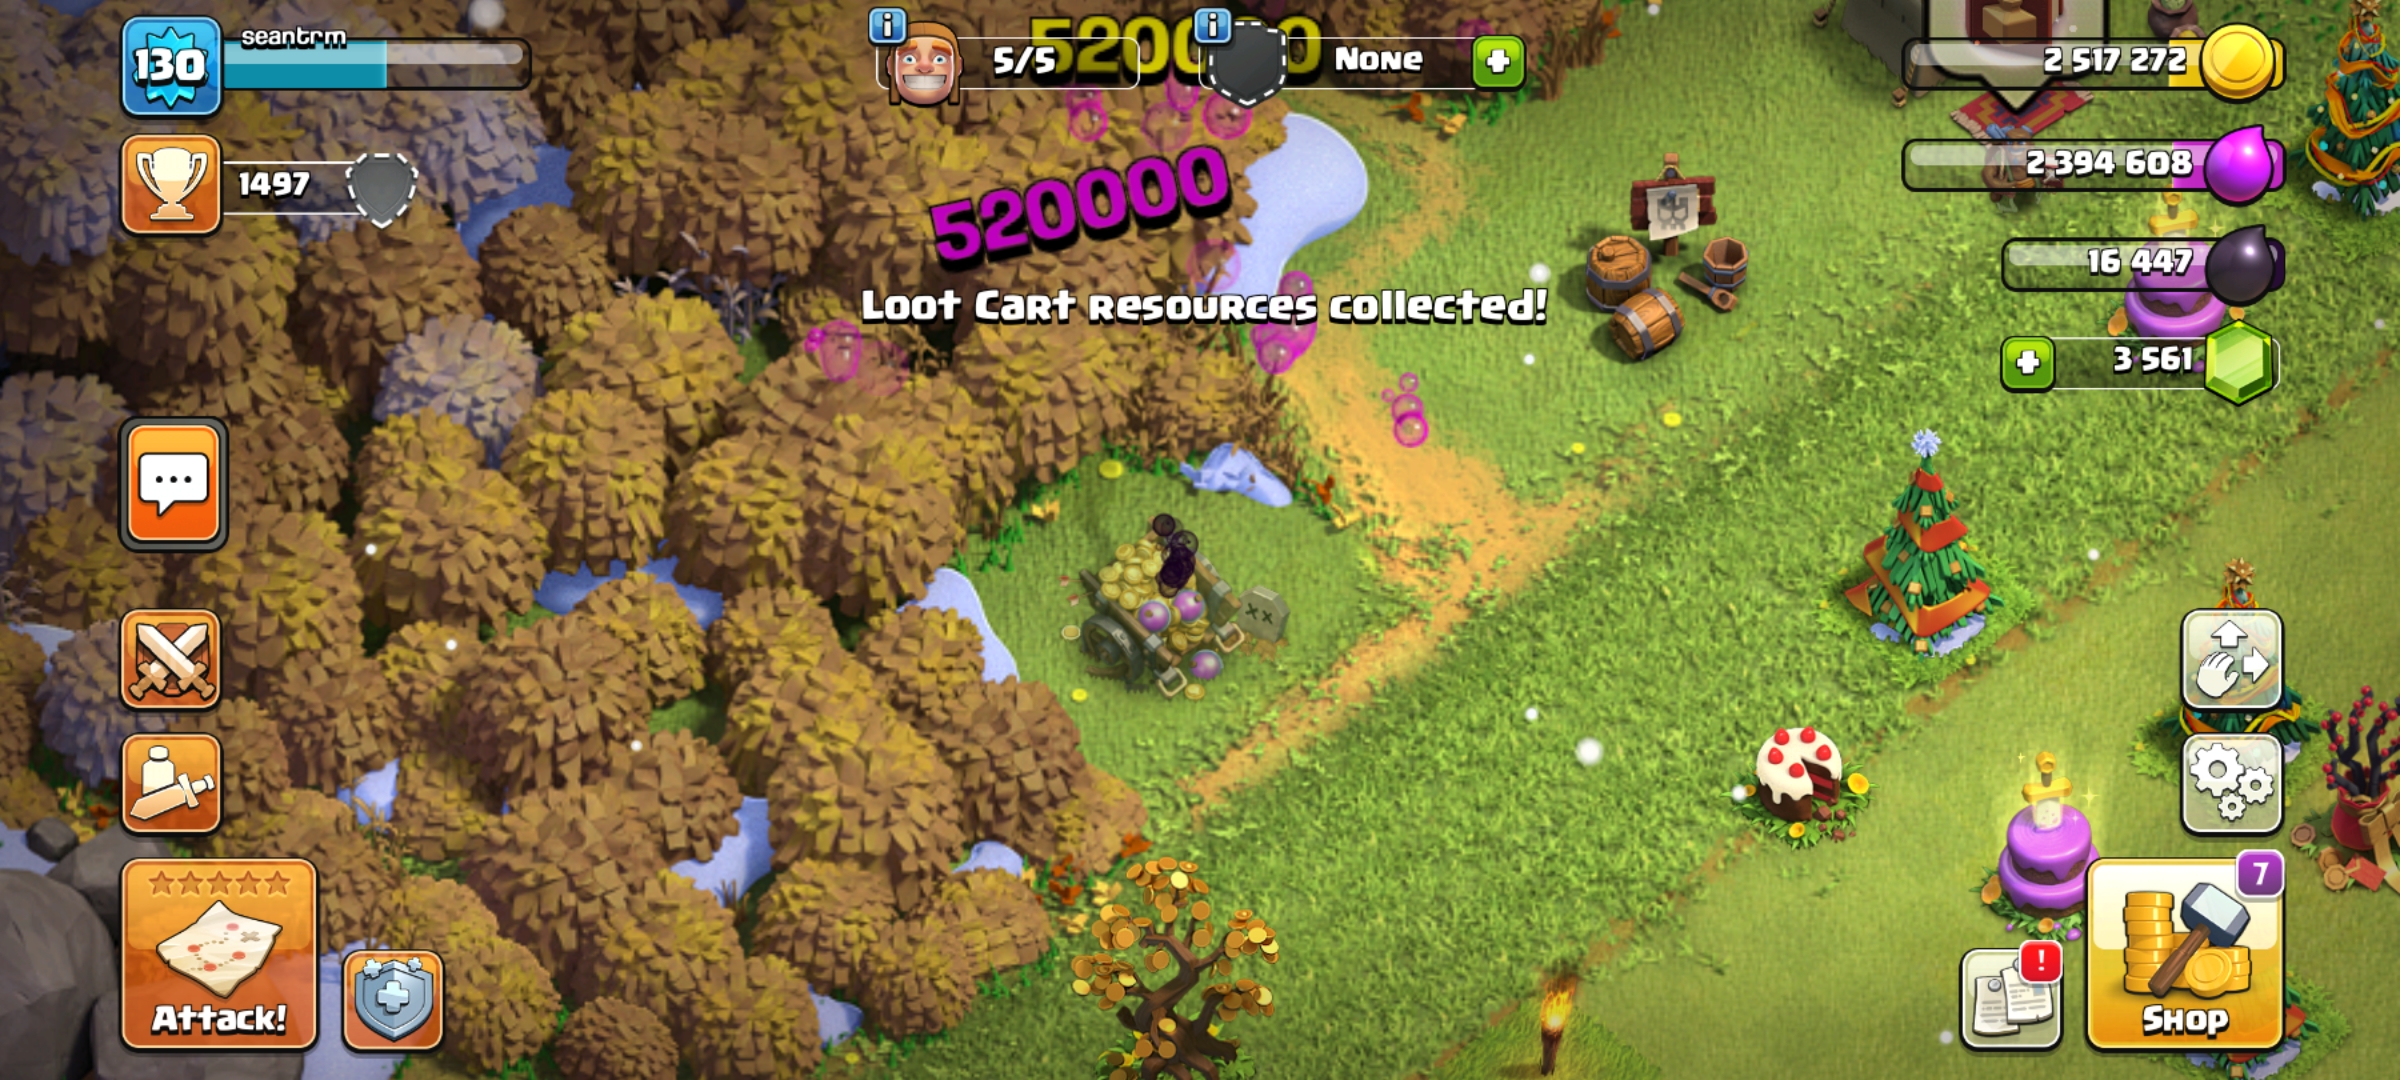 130
seantrm
5/5
520000
None
2 517 272
1497
2 394 608
520000
16 447
Loot Cart resources collected!
3 561
7
Attack!
Shop